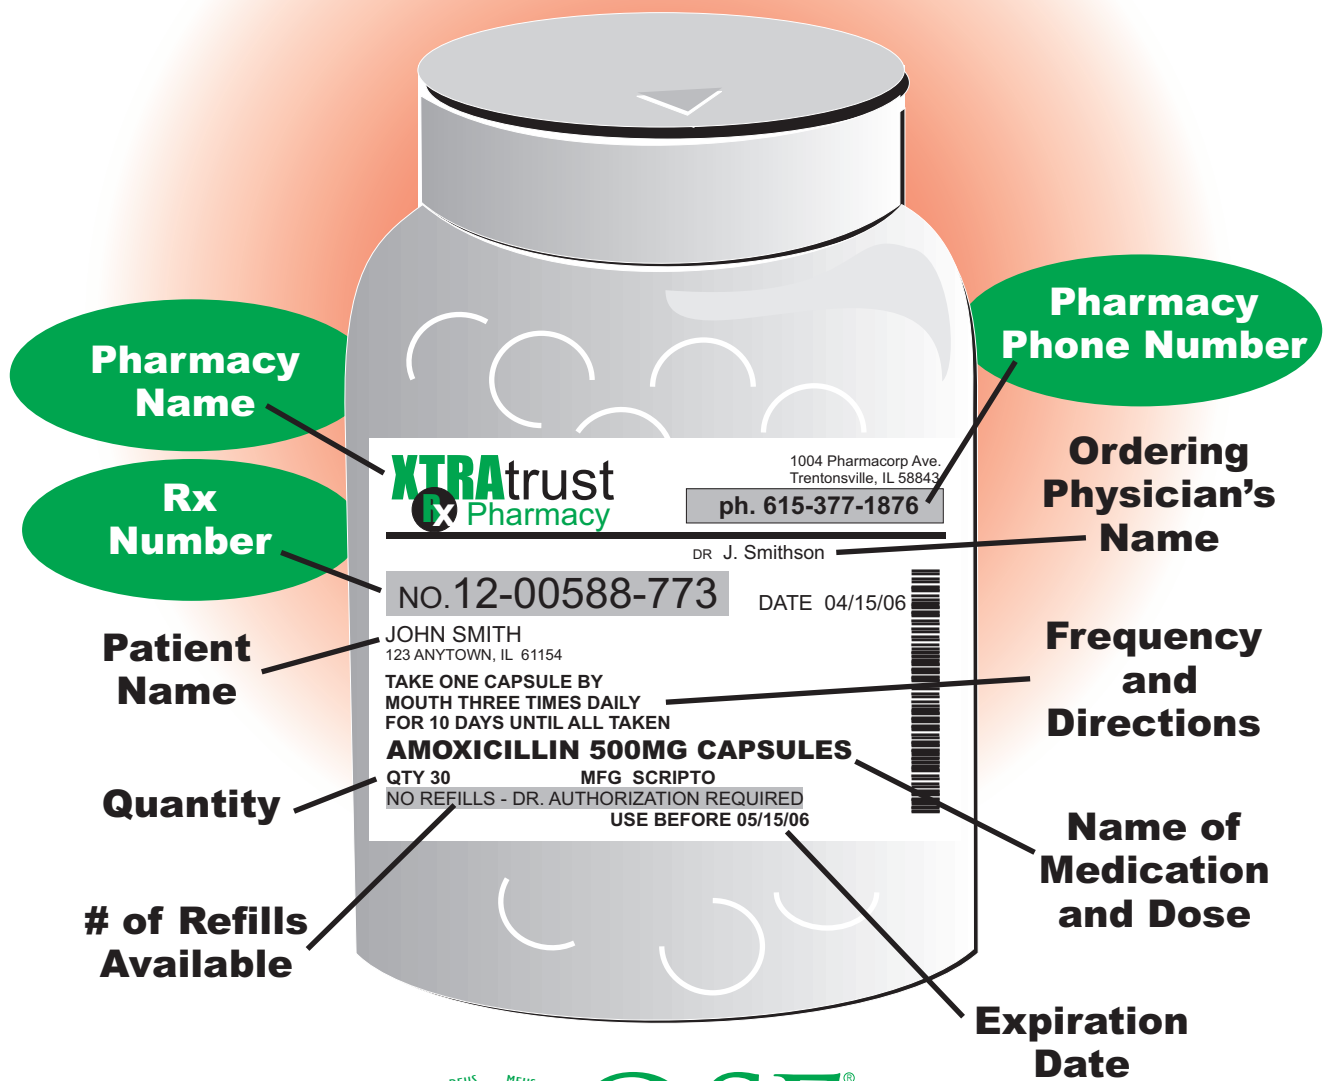 Pharmacy
Name
Rx
Number
Patient
Name
Quantity
# of Refills
Available
XTRAtrust
Rx Pharmacy
1004 Pharmacorp Ave.
Trentonsville, IL 58843
ph. 615-377-1876
DR J. Smithson
NO.12-00588-773
DATE 04/15/06
JOHN SMITH
123 ANYTOWN, IL 61154
TAKE ONE CAPSULE BY
MOUTH THREE TIMES DAILY
FOR 10 DAYS UNTIL ALL TAKEN
AMOXICILLIN 500MG CAPSULES
QTY 30 MFG SCRIPTO
NO REFILLS - DR. AUTHORIZATION REQUIRED
USE BEFORE 05/15/06
Pharmacy
Phone Number
Ordering
Physician's
Name
Frequency
and
Directions
Name of
Medication
and Dose
Expiration
Date